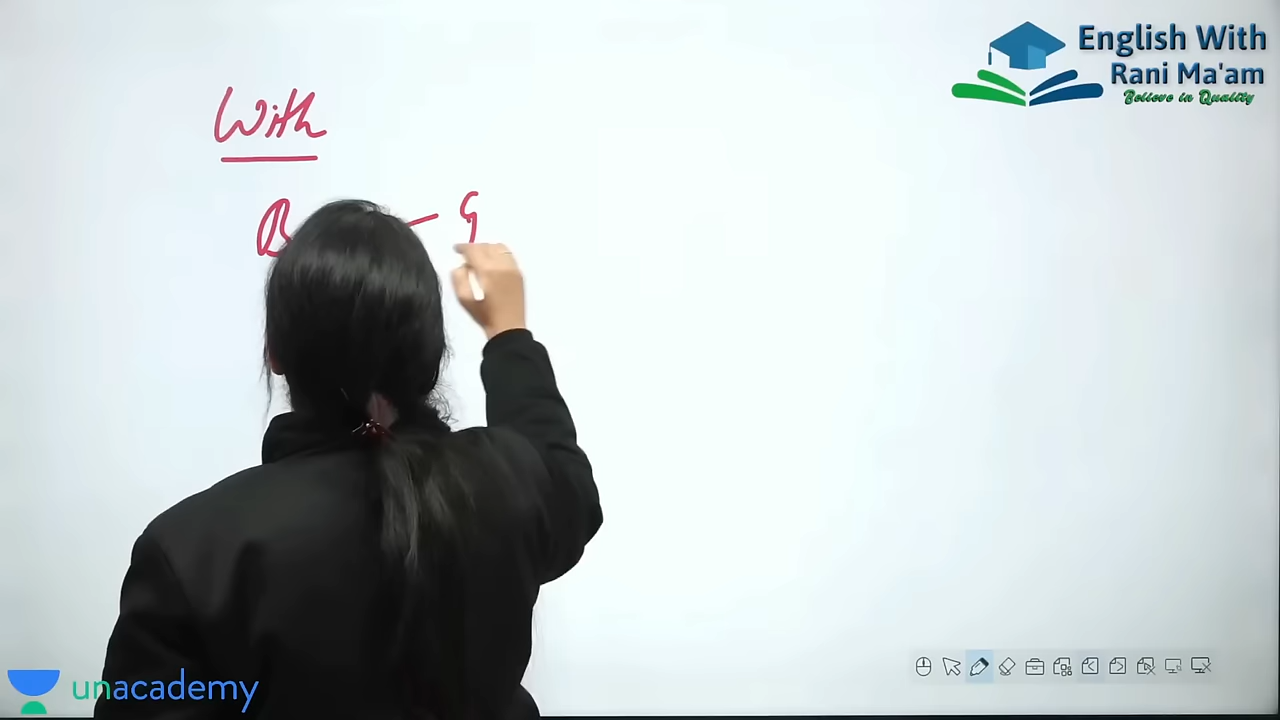 English With
Rani Ma'am
Believe in Quality
With
unacademy